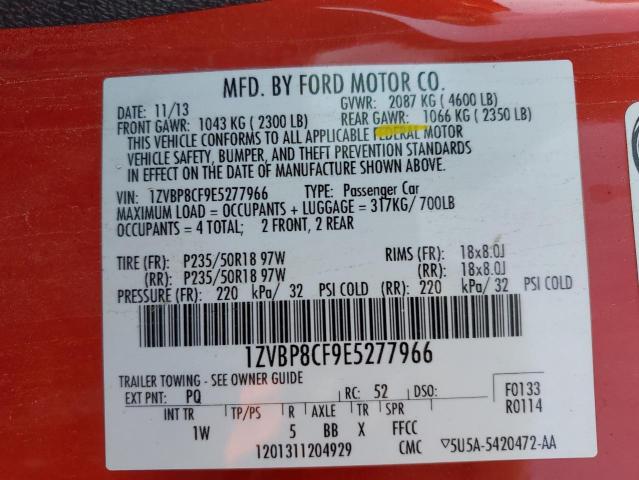 MFD. BY FORD MOTOR CO.
DATE: 11/13 GVWR: 2087 KG ( 4600 LB)
FRONT GAWR: 1043 KG ( 2300 LB) REAR GAWR: 1066 KG ( 2350 LB)
THIS VEHICLE CONFORMS TO ALL APPLICABLE FEDERAL MOTOR
VEHICLE SAFETY, BUMPER, AND THEFT PREVENTION STANDARDS
IN EFFECT ON THE DATE OF MANUFACTURE SHOWN ABOVE.
VIN: 1ZVBP8CF9E5277966 TYPE: Passenger Car
MAXIMUM LOAD = OCCUPANTS + LUGGAGE = 317KG/ 700LB
OCCUPANTS = 4 TOTAL; 2 FRONT, 2 REAR
TIRE (FR): P235/50R18 97W RIMS (FR): 18x8.0J
(RR): P235/50R18 97W (RR): 18x8.0J
PRESSURE (FR): 220 kPa/ 32 PSI COLD (RR): 220 kPa/ 32 PSI COLD
1ZVBP8CF9E5277966
TRAILER TOWING - SEE OWNER GUIDE
EXT PNT: PQ RC: 52 DSO: F0133
INT TR TP/PS R AXLE TR SPR R0114
1W 5 BB X FFCC
1201311204929 CMC ▽5U5A-5420472-AA